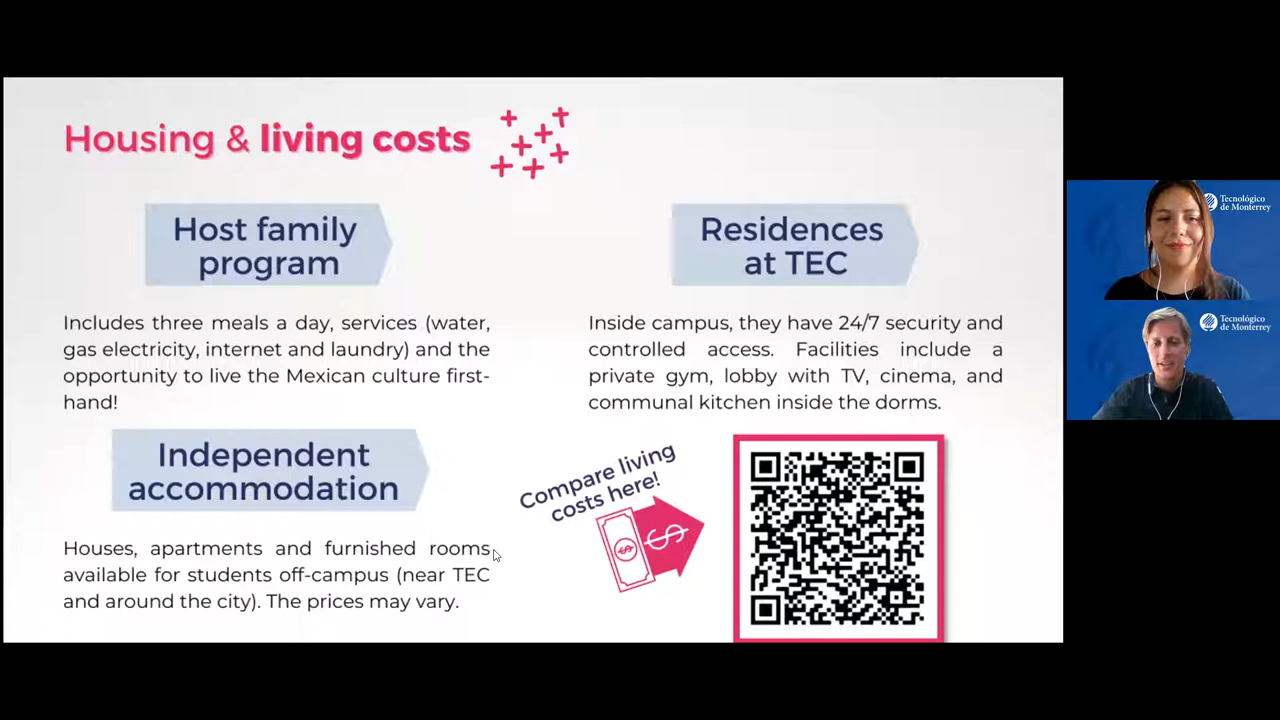 Housing & living costs
Host family
program
Includes three meals a day, services (water,
gas electricity, internet and laundry) and the
opportunity to live the Mexican culture first-
hand!
Residences
at TEC
Inside campus, they have 24/7 security and
controlled access. Facilities include a
private gym, lobby with TV, cinema, and
communal kitchen inside the dorms.
Independent
accommodation
Houses, apartments and furnished rooms
available for students off-campus (near TEC
and around the city). The prices may vary.
Compare living
costs here!
$
$
Tecnológico
de Monterrey
Tecnológico
de Monterrey